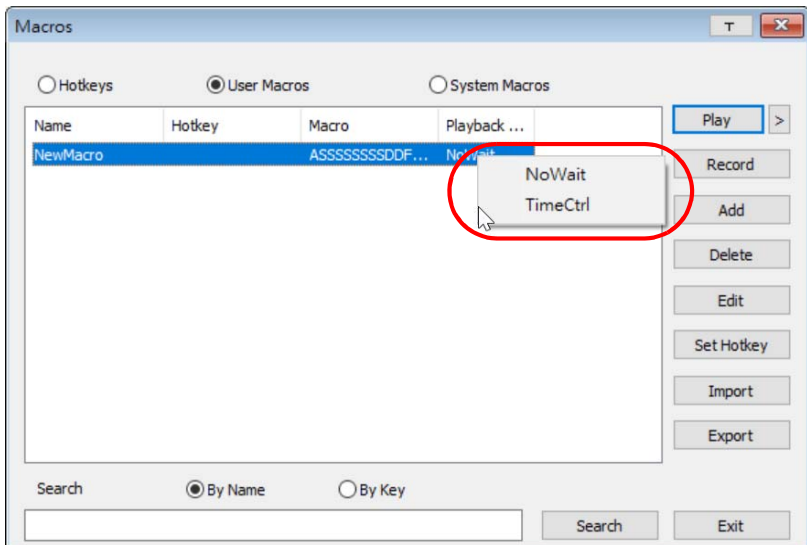 Macros
Hotkeys User Macros System Macros
Name Hotkey Macro Playback ... Play >
NewMacro ASSSSSSSSDDF... NoWait
NoWait Record
TimeCtrl Add
Delete
Edit
Set Hotkey
Import
Export
Search By Name By Key
Search Exit